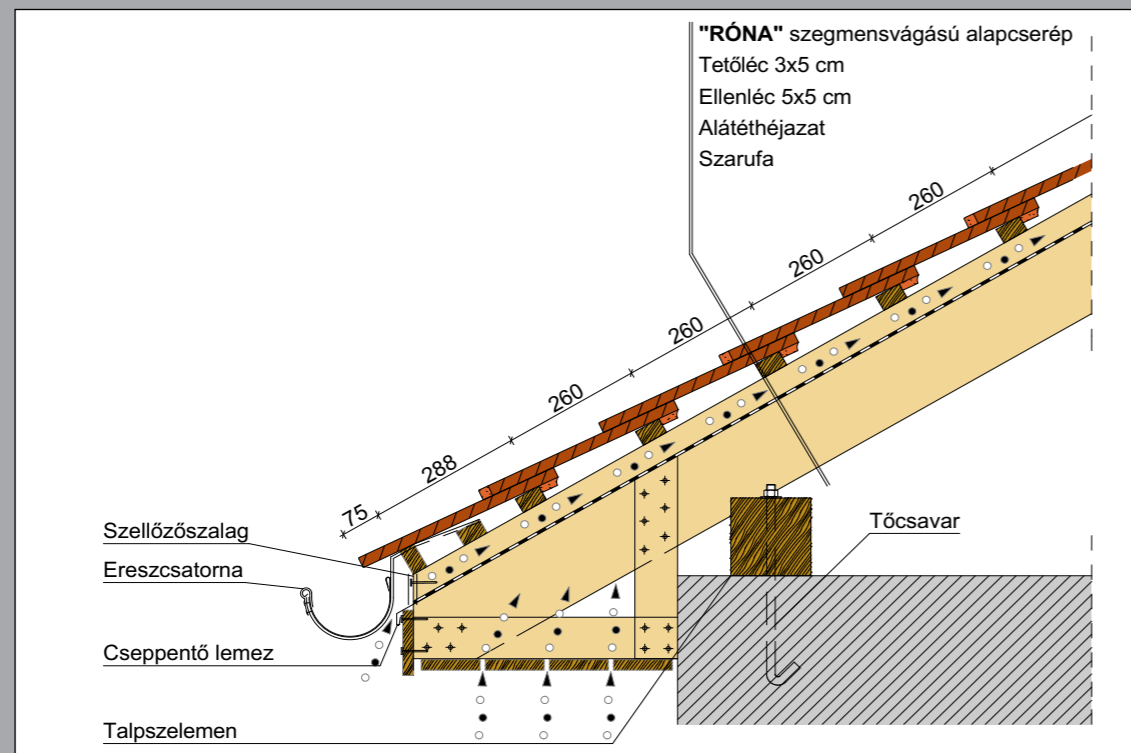 "RÓNA" szegmensvágású alapcserép
Tetőléc 3x5 cm
Ellenléc 5x5 cm
Alátéthéjazat
Szarufa
260
260
260
260
288
75
Szellőzőszalag
Ereszcsatorna
Tőcsavar
Cseppentő lemez
Talpszelemen